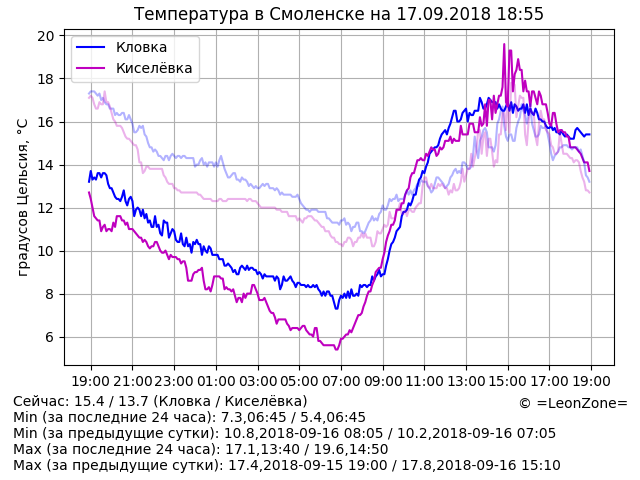 Температура в Смоленске на 17.09.2018 18:55
Кловка
Киселёвка
градусов Цельсия, °C
20
18
16
14
12
10
8
6
19:00 21:00 23:00 01:00 03:00 05:00 07:00 09:00 11:00 13:00 15:00 17:00 19:00
Сейчас: 15.4 / 13.7 (Кловка / Киселёвка)
© =LeonZone=
Min (за последние 24 часа): 7.3,06:45 / 5.4,06:45
Min (за предыдущие сутки): 10.8,2018-09-16 08:05 / 10.2,2018-09-16 07:05
Max (за последние 24 часа): 17.1,13:40 / 19.6,14:50
Max (за предыдущие сутки): 17.4,2018-09-15 19:00 / 17.8,2018-09-16 15:10